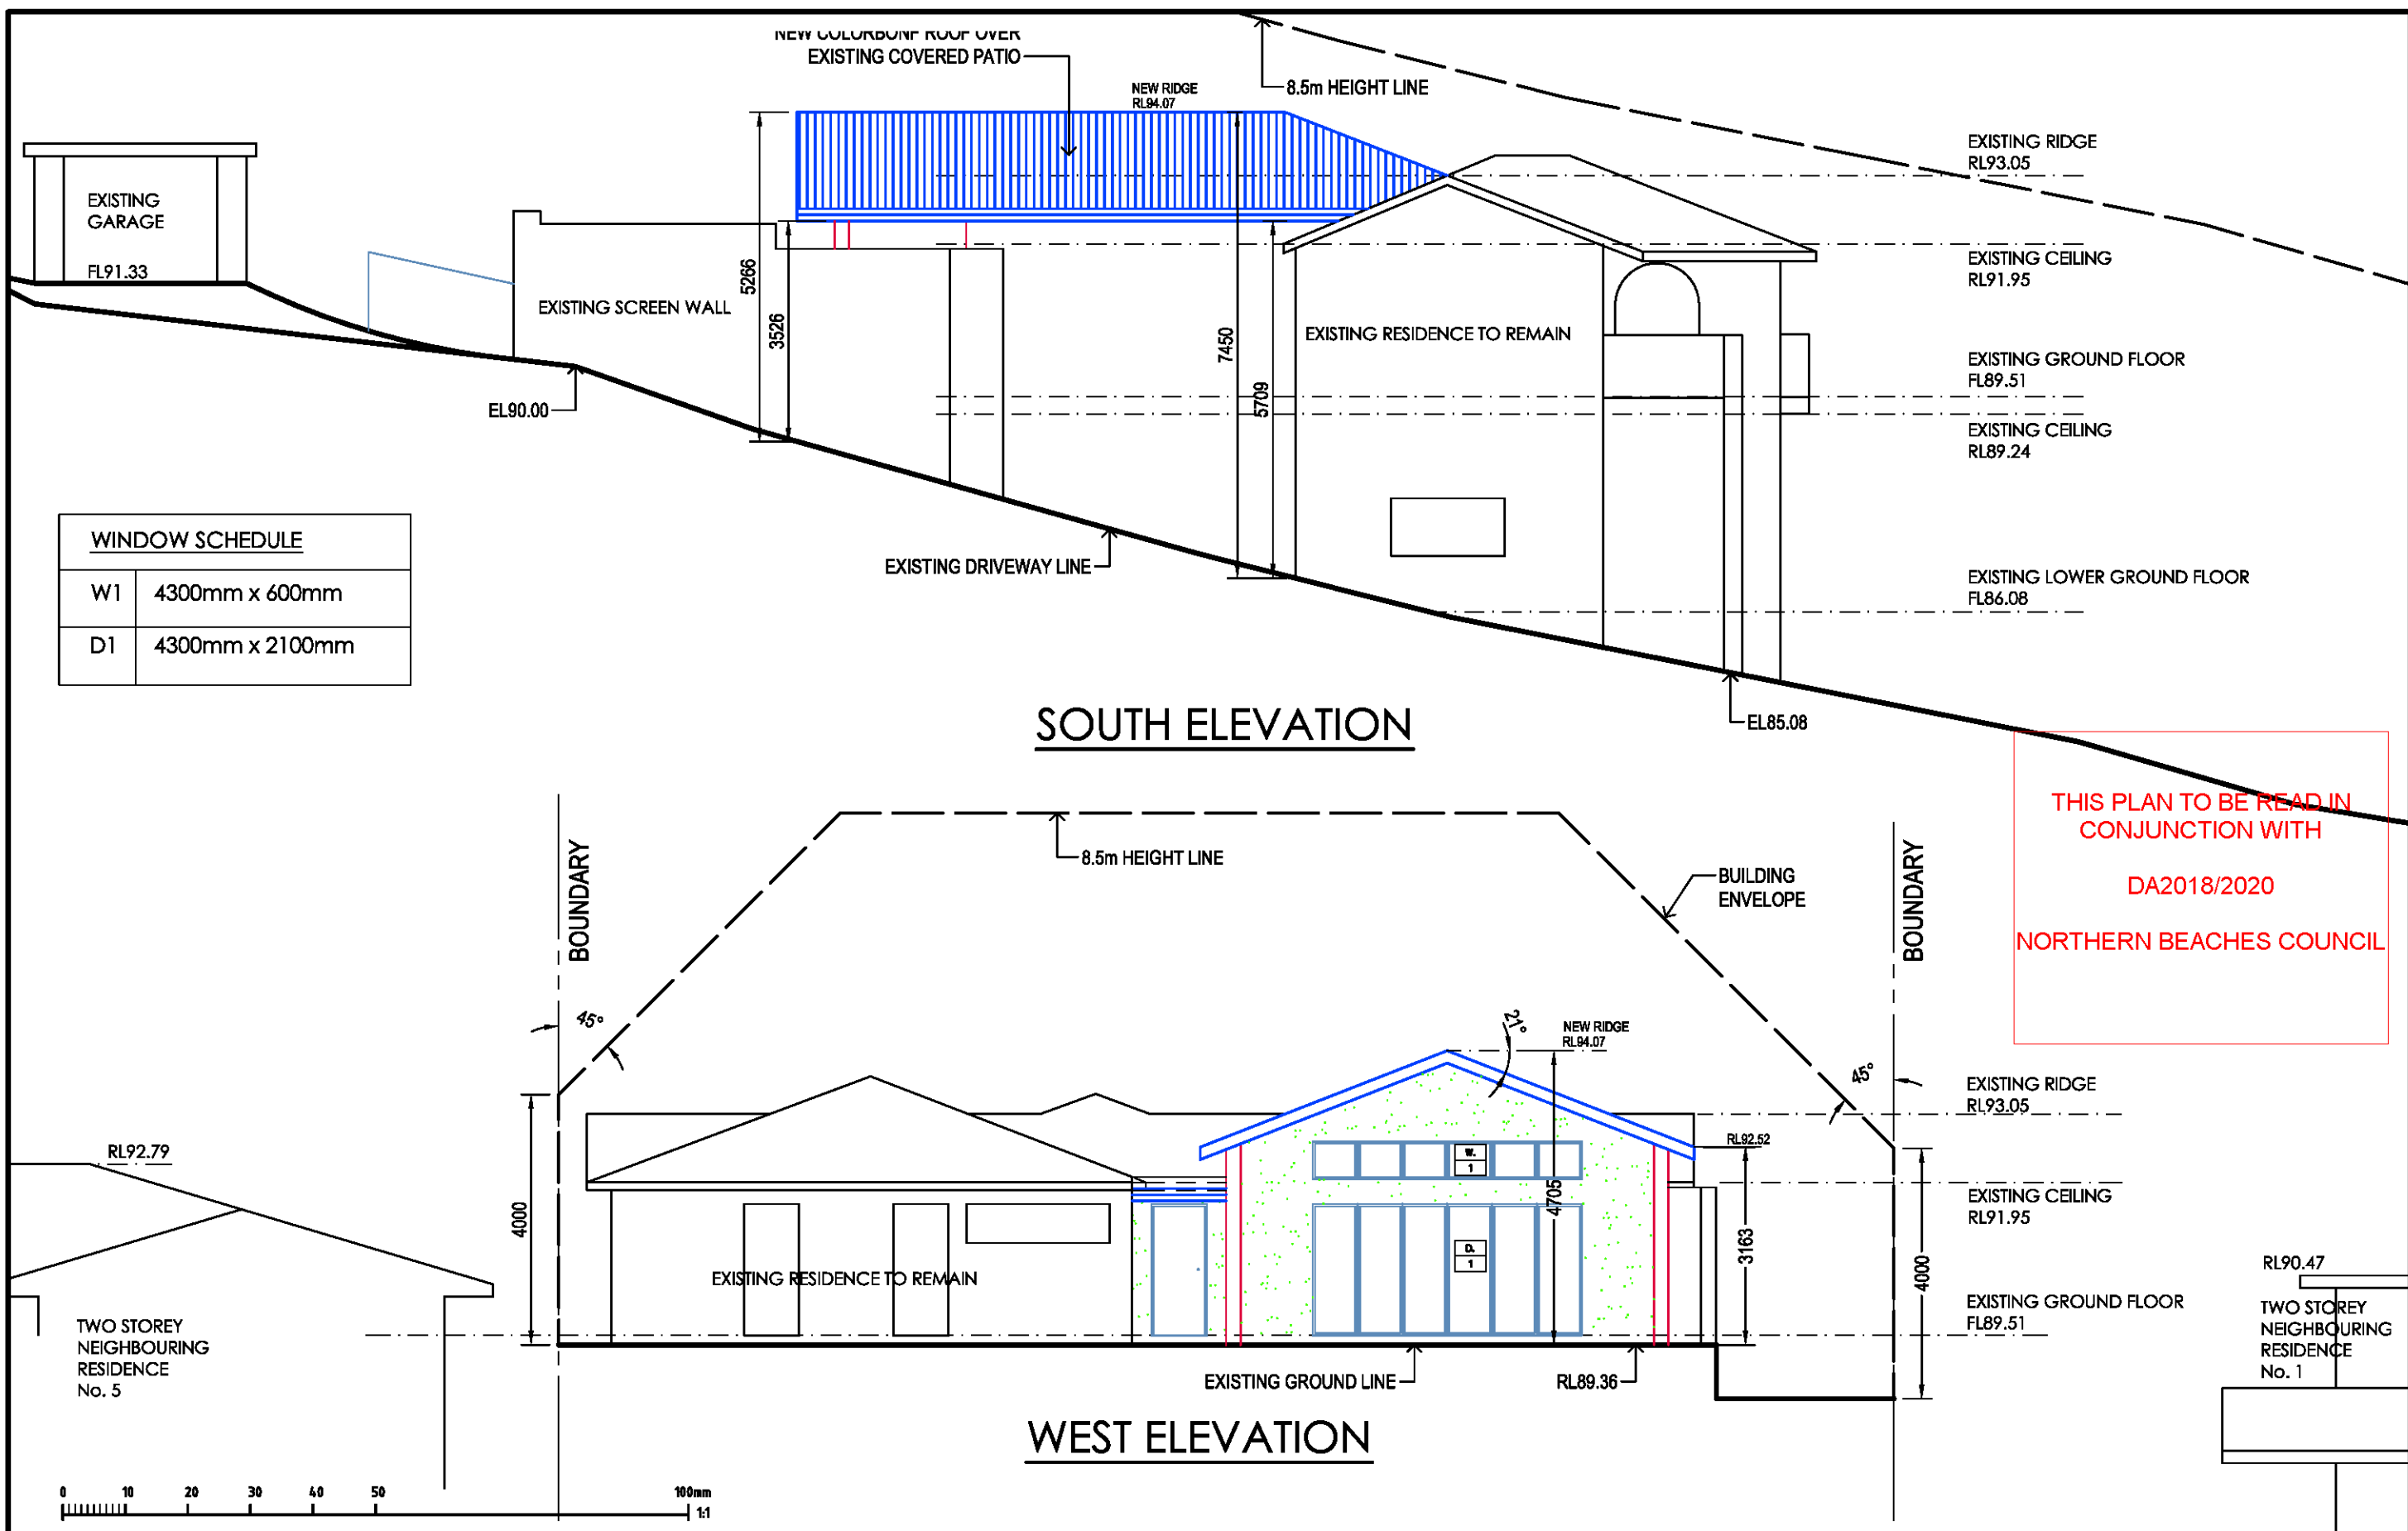 NEW COLORBONF ROOF OVER
EXISTING COVERED PATIO
NEW RIDGE
RL94.07
8.5m HEIGHT LINE
EXISTING RIDGE
RL93.05
EXISTING
GARAGE
FL91.33
EXISTING SCREEN WALL
5266
3526
7450
5709
EXISTING RESIDENCE TO REMAIN
EXISTING CEILING
RL91.95
EXISTING GROUND FLOOR
FL89.51
EXISTING CEILING
RL89.24
EL90.00
EXISTING DRIVEWAY LINE
EXISTING LOWER GROUND FLOOR
FL86.08
WINDOW SCHEDULE
W1 4300mm x 600mm
D1 4300mm x 2100mm
SOUTH ELEVATION
EL85.08
THIS PLAN TO BE READ IN
CONJUNCTION WITH
DA2018/2020
NORTHERN BEACHES COUNCIL
BOUNDARY
8.5m HEIGHT LINE
BUILDING
ENVELOPE
BOUNDARY
45°
21°
NEW RIDGE
RL94.07
45°
EXISTING RIDGE
RL93.05
RL92.79
RL92.52
W.
1
4000
4705
3163
4000
EXISTING CEILING
RL91.95
D.
1
EXISTING RESIDENCE TO REMAIN
RL90.47
EXISTING GROUND FLOOR
FL89.51
TWO STOREY
NEIGHBOURING
RESIDENCE
No. 5
TWO STOREY
NEIGHBOURING
RESIDENCE
No. 1
EXISTING GROUND LINE
RL89.36
WEST ELEVATION
0 10 20 30 40 50 100mm
1:1